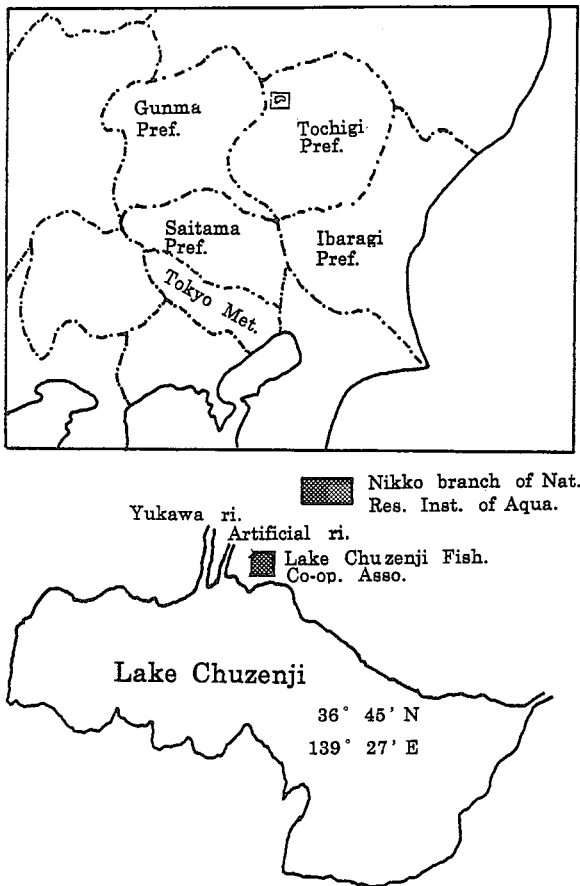 Gunma
Pref.
Tochigi
Pref.
Saitama
Pref.
Ibaragi
Pref.
Tokyo Met.
Nikko branch of Nat.
Res. Inst. of Aqua.
Yukawa ri.
Artificial ri.
Lake Chuzenji Fish.
Co-op. Asso.
Lake Chuzenji
36° 45' N
139° 27' E